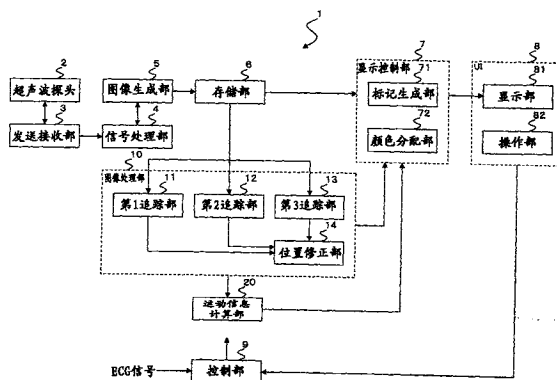 1
2
超声波探头
3
发送接收部
5
图像生成部
4
信号处理部
6
存储部
7
显示控制部
71
标记生成部
72
颜色分配部
8
UI
81
显示部
82
操作部
10
图像处理部
11
第1追踪部
12
第2追踪部
13
第3追踪部
14
位置修正部
20
运动信息
计算部
9
ECG信号
控制部